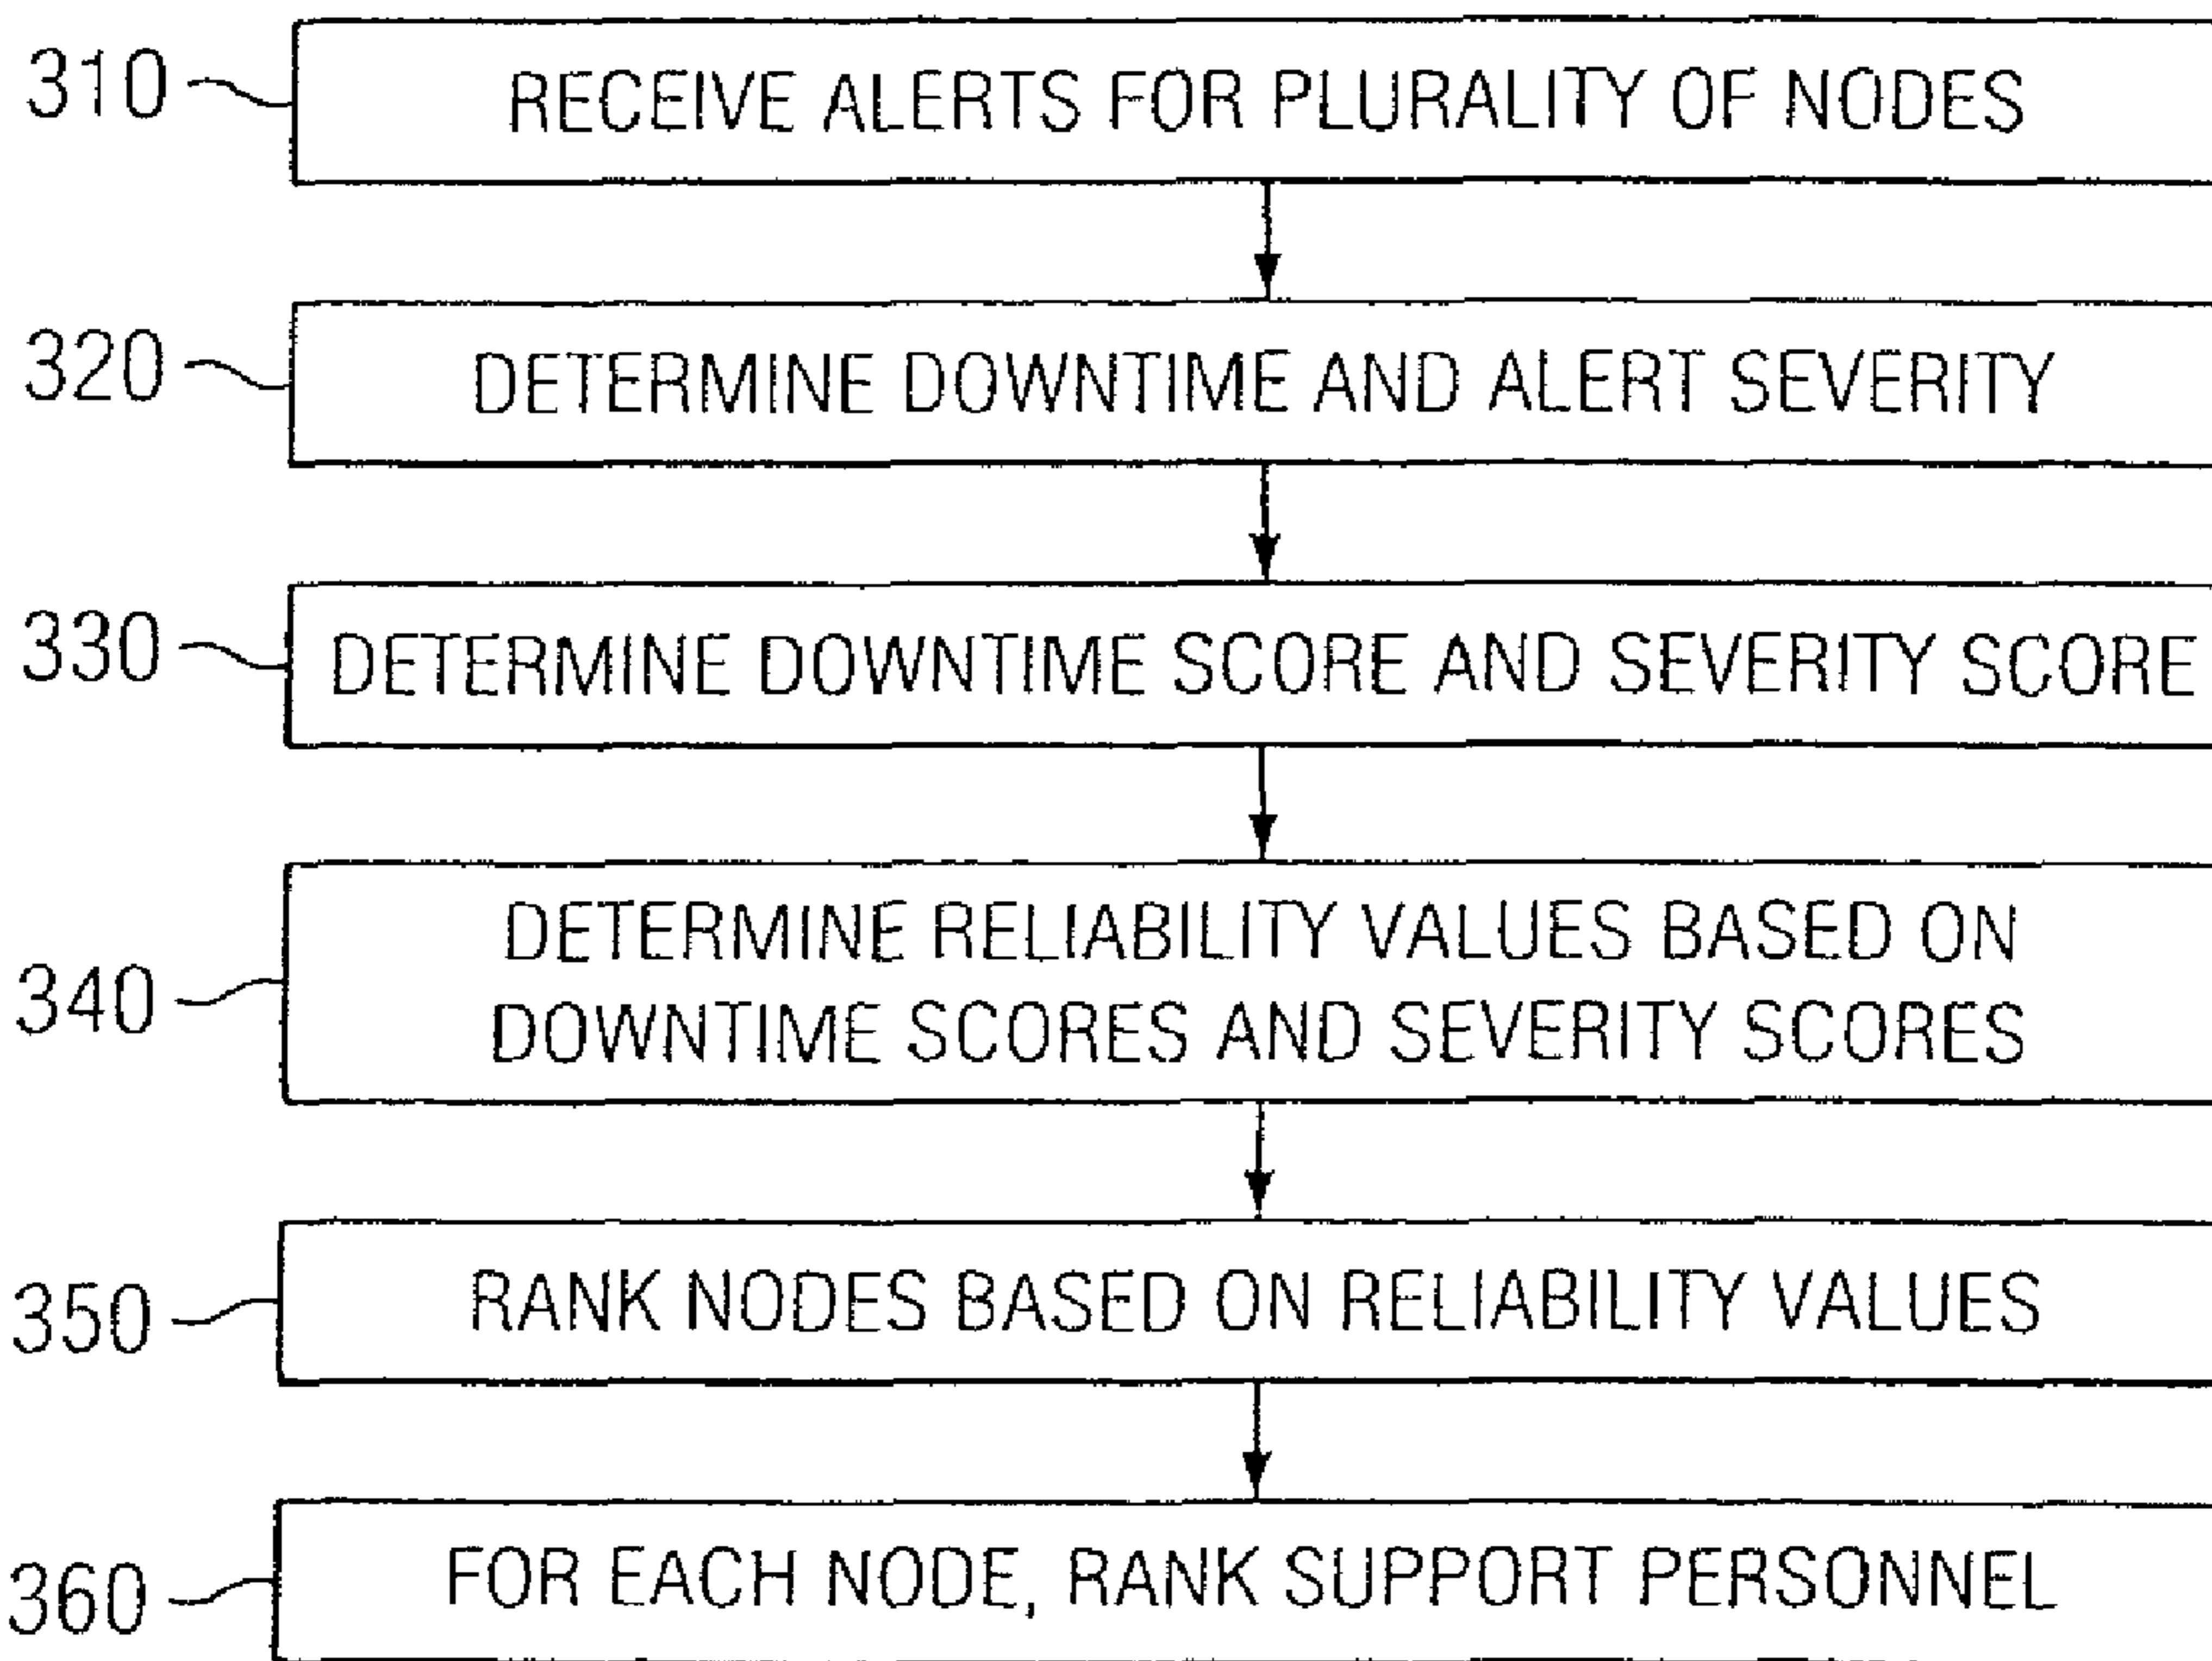 310
RECEIVE ALERTS FOR PLURALITY OF NODES
320
DETERMINE DOWNTIME AND ALERT SEVERITY
330
DETERMINE DOWNTIME SCORE AND SEVERITY SCORE
340
DETERMINE RELIABILITY VALUES BASED ON
DOWNTIME SCORES AND SEVERITY SCORES
350
RANK NODES BASED ON RELIABILITY VALUES
360
FOR EACH NODE, RANK SUPPORT PERSONNEL